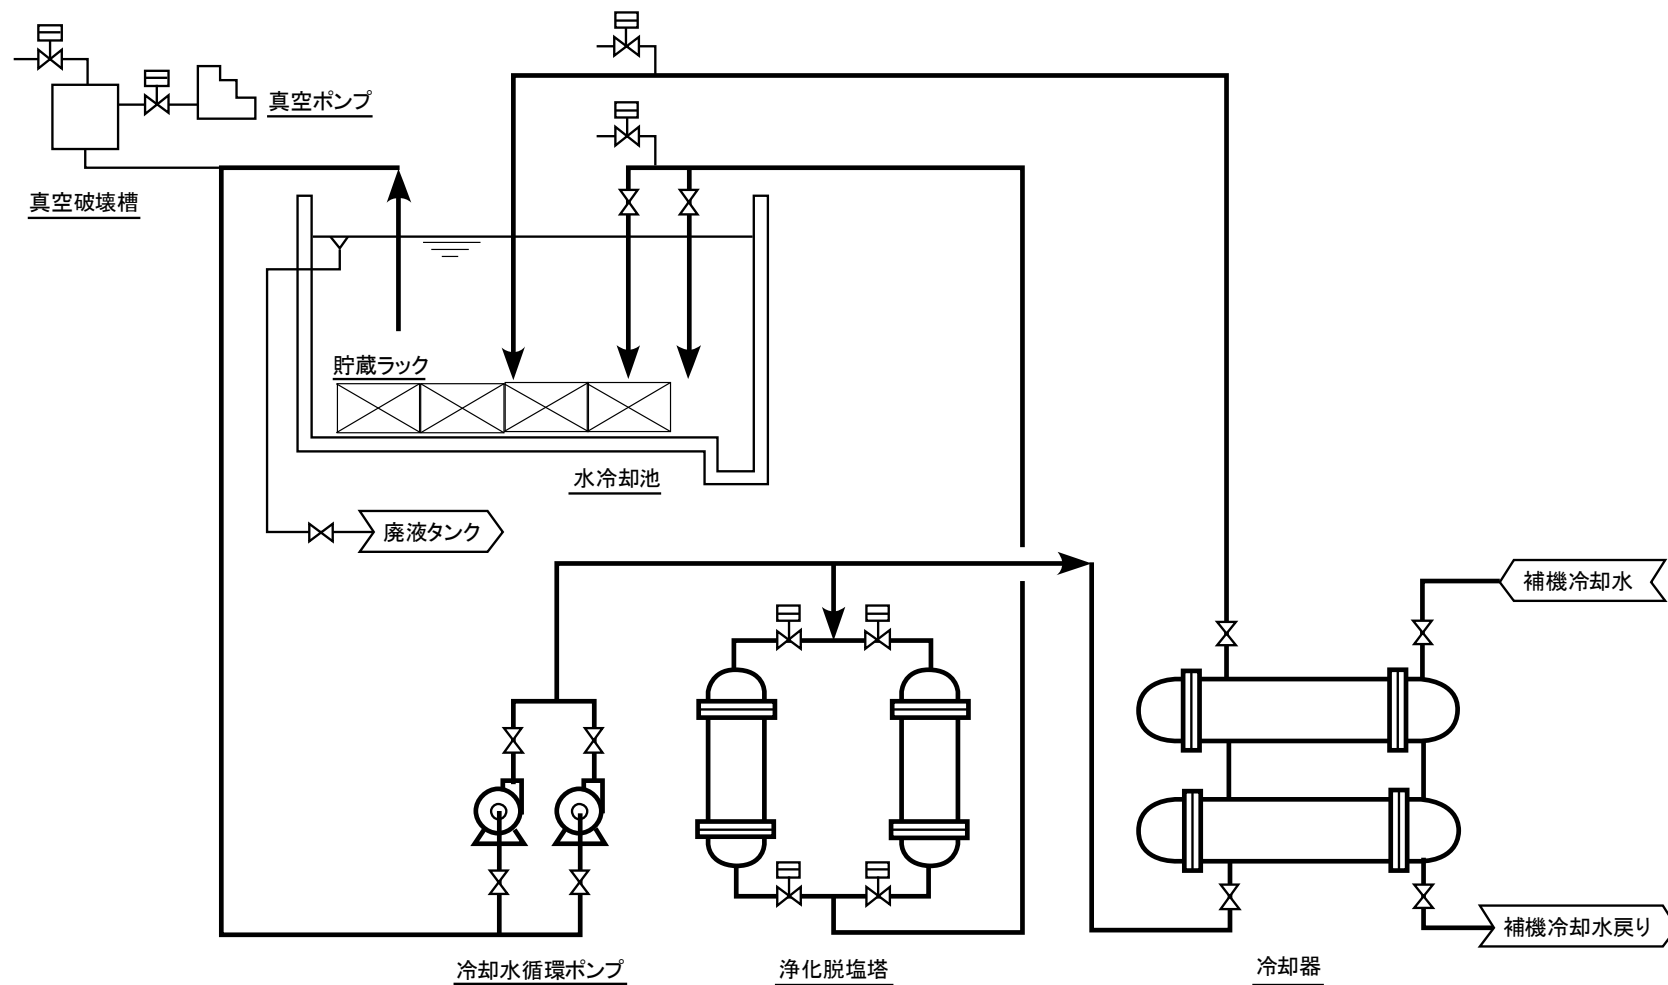 真空ポンプ
真空破壊槽
貯蔵ラック
水冷却池
廃液タンク
補機冷却水
補機冷却水戻り
冷却水循環ポンプ
浄化脱塩塔
冷却器